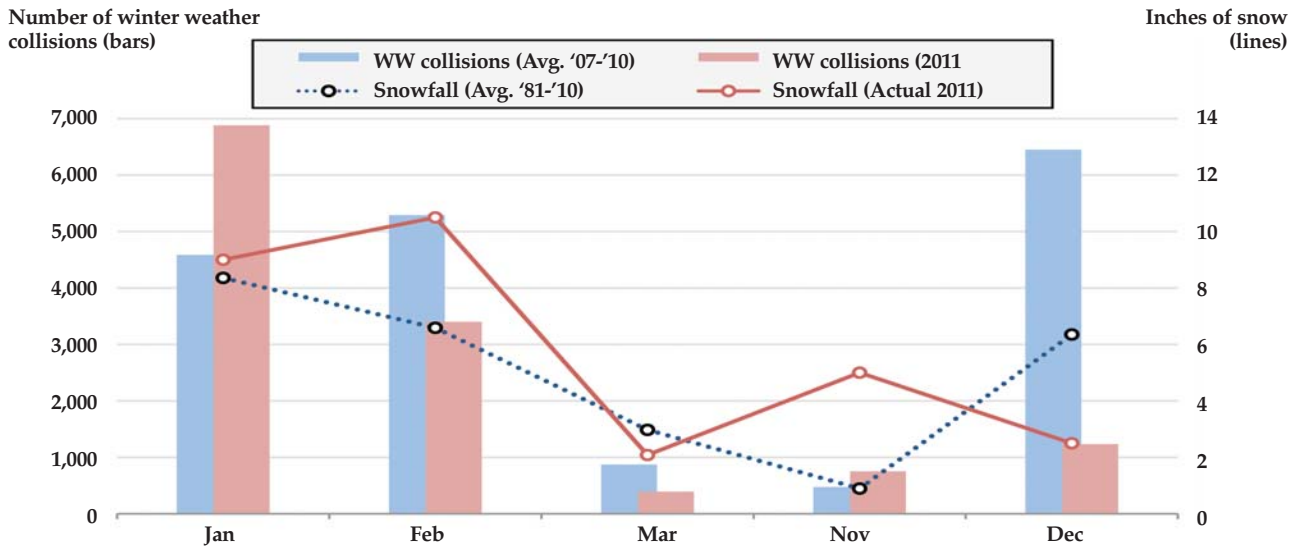 Number of winter weather
collisions (bars)
Inches of snow
(lines)
WW collisions (Avg. ‘07-’10)
WW collisions (2011
Snowfall (Avg. ‘81-’10)
Snowfall (Actual 2011)
7,000
6,000
5,000
4,000
3,000
2,000
1,000
0
14
12
10
8
6
4
2
0
Jan
Feb
Mar
Nov
Dec